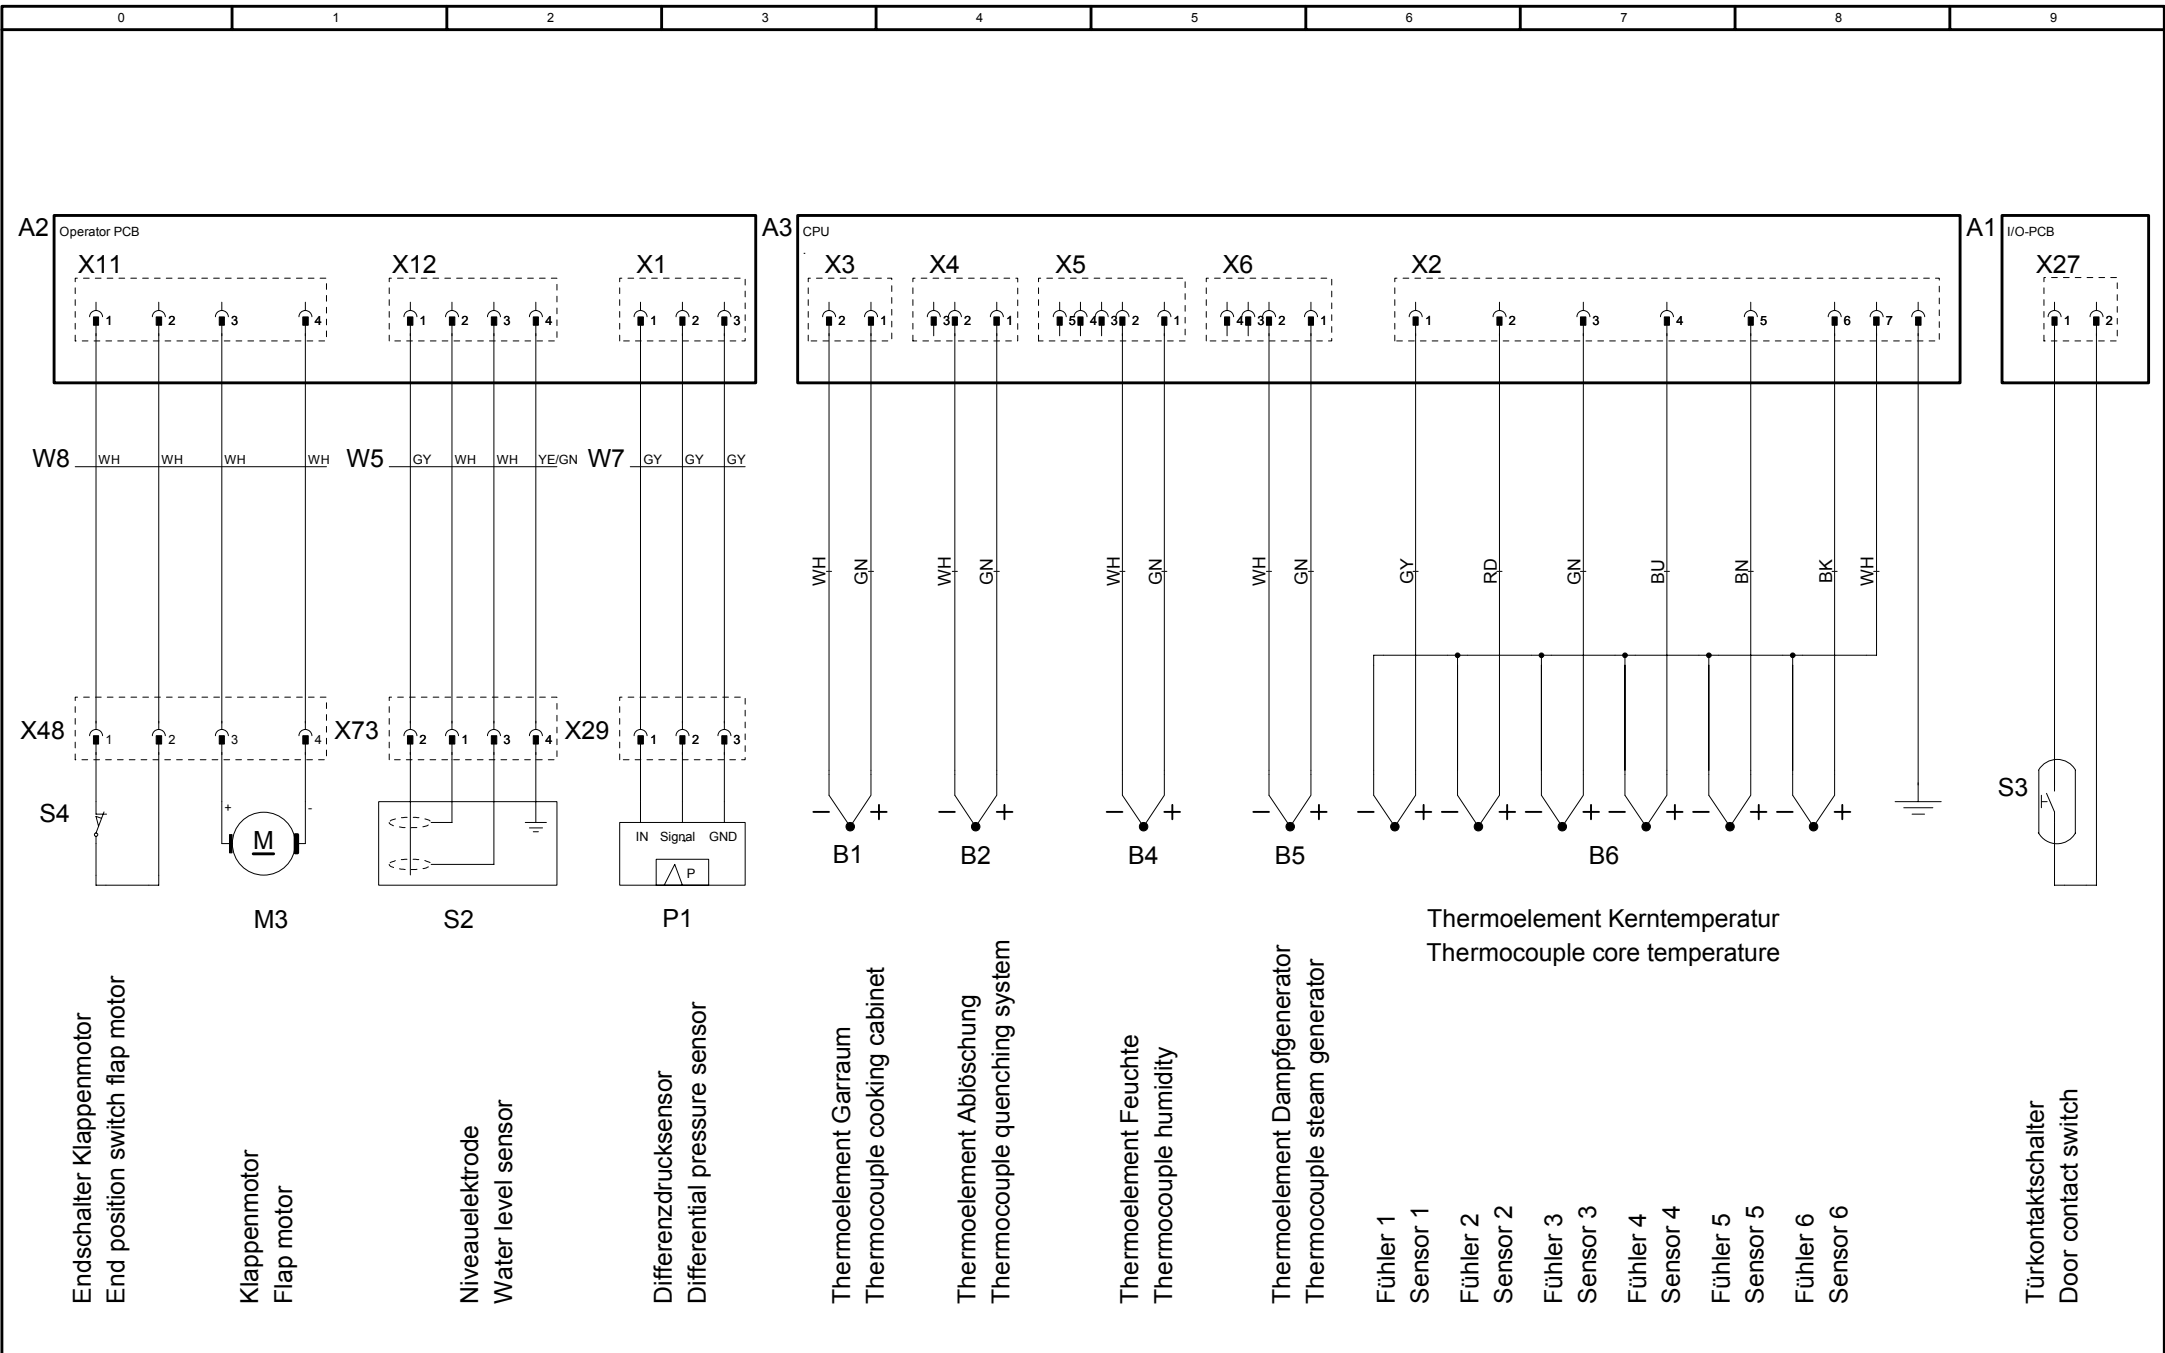 0 1 2 3 4 5 6 7 8 9
A2 Operator PCB A3 CPU A1 I/O-PCB
X11 X12 X1 X3 X4 X5 X6 X2 X27
1 2 3 4 1 2 3 4 1 2 3 2 1 3 2 1 5 4 3 2 1 4 3 2 1 1 2 3 4 5 6 7 1 2
W8 WH WH WH WH W5 GY WH WH YE/GN W7 GY GY GY
WH GN WH GN WH GN WH GN GY RD GN BU BN BK WH
X48 1 2 3 4 X73 2 1 3 4 X29 1 2 3
S4 + - S3
M
IN Signal GND
P
− + − + − + − + − + − + − + − + − + − +
B1 B2 B4 B5 B6
M3 S2 P1
Thermoelement Kerntemperatur
Thermocouple core temperature
Endschalter Klappenmotor
End position switch flap motor
Klappenmotor
Flap motor
Niveauelektrode
Water level sensor
Differenzdrucksensor
Differential pressure sensor
Thermoelement Garraum
Thermocouple cooking cabinet
Thermoelement Ablöschung
Thermocouple quenching system
Thermoelement Feuchte
Thermocouple humidity
Thermoelement Dampfgenerator
Thermocouple steam generator
Fühler 1
Sensor 1
Fühler 2
Sensor 2
Fühler 3
Sensor 3
Fühler 4
Sensor 4
Fühler 5
Sensor 5
Fühler 6
Sensor 6
Türkontaktschalter
Door contact switch